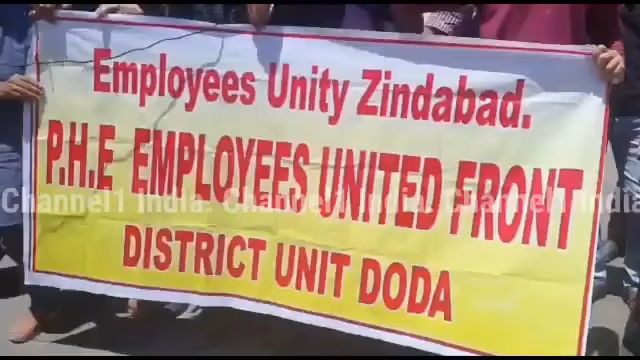 Employees Unity Zindabad.
P.H.E EMPLOYEES UNITED FRONT
Channel1 India. Channel1 India. Channel1 India
DISTRICT UNIT DODA